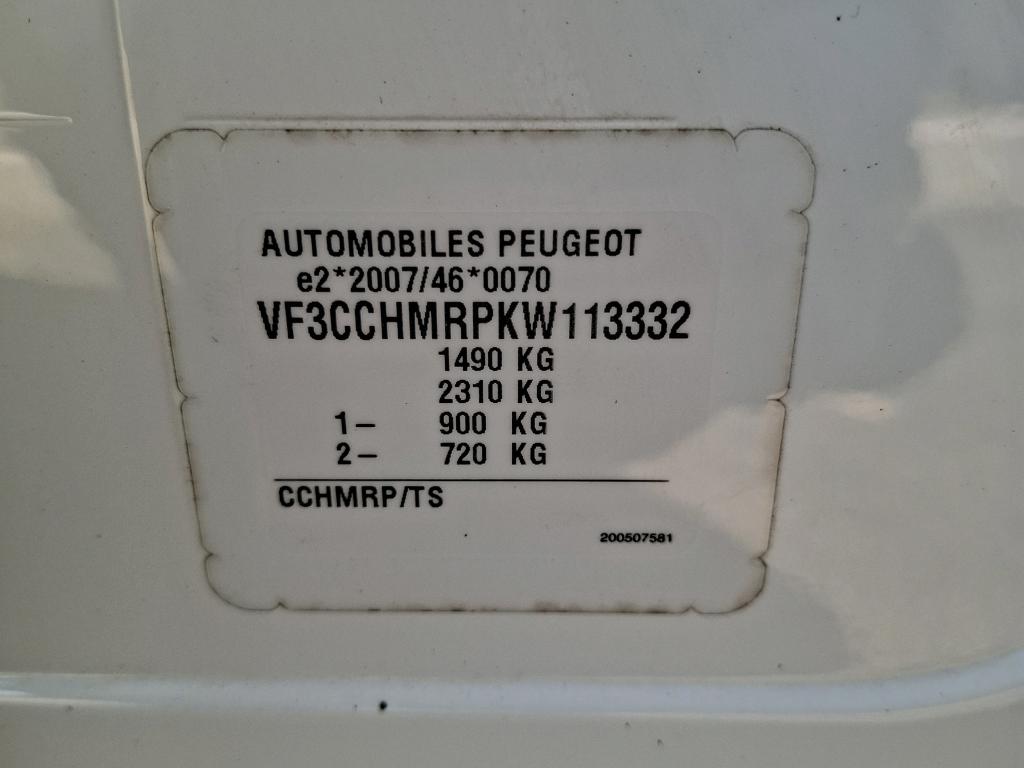 AUTOMOBILES PEUGEOT
e2*2007/46*0070
VF3CCHMRPKW113332
1490 KG
2310 KG
1– 900 KG
2– 720 KG
CCHMRP/TS
200507581